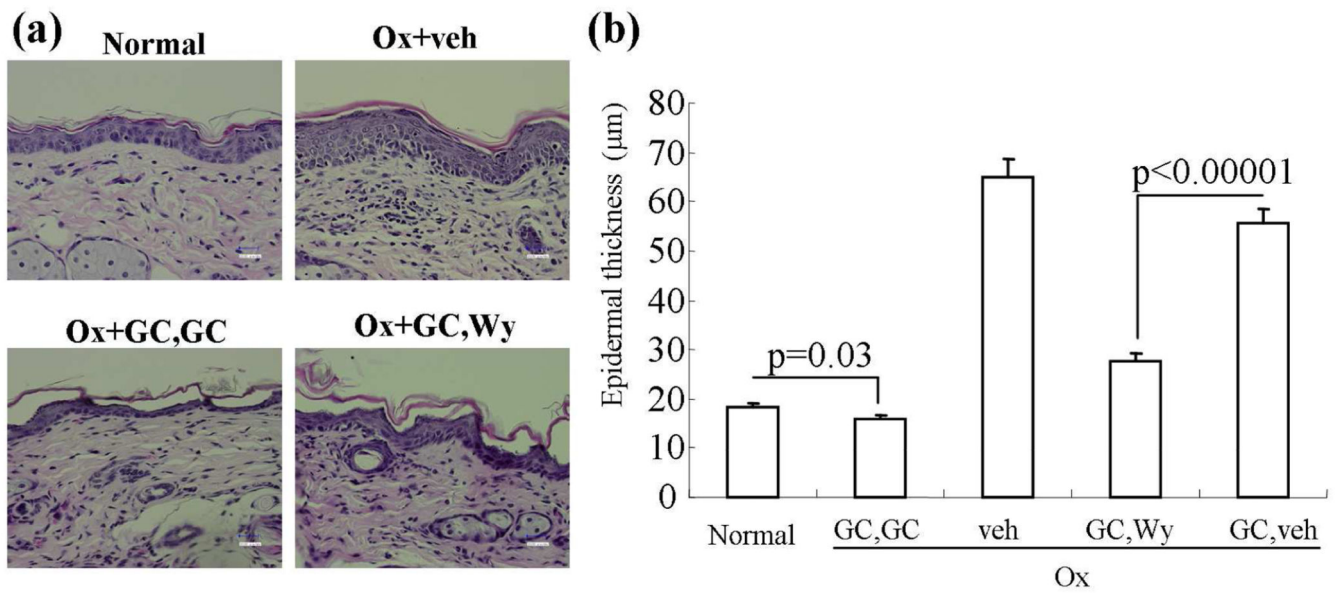 (a)
Normal
Ox+veh
Ox+GC,GC
Ox+GC,Wy
(b)
Epidermal thickness (μm)
80
70
60
50
40
30
20
10
0
p=0.03
p<0.00001
Normal
GC,GC
veh
GC,Wy
GC,veh
Ox